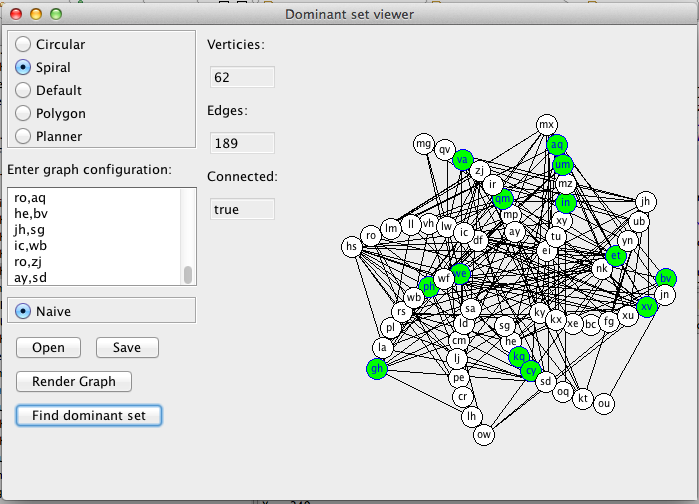 Dominant set viewer
Circular
Spiral
Default
Polygon
Planner
Verticies:
62
Edges:
189
Connected:
true
Enter graph configuration:
ro,aq
he,bv
jh,sg
ic,wb
ro,zj
ay,sd
Naive
Open
Save
Render Graph
Find dominant set
mx
mg
qv
aq
va
um
zj
ir
mz
qm
in
jh
mp
xy
ub
ro
lm
ll
vh
lw
ic
df
ay
tu
yn
hs
ei
et
nk
we
wf
ph
bv
wb
jn
rs
sa
xv
ky
kx
xe
bc
fg
xu
pl
ld
sg
cm
he
la
lj
kq
gh
cy
pe
sd
cr
oq
kt
ou
lh
ow